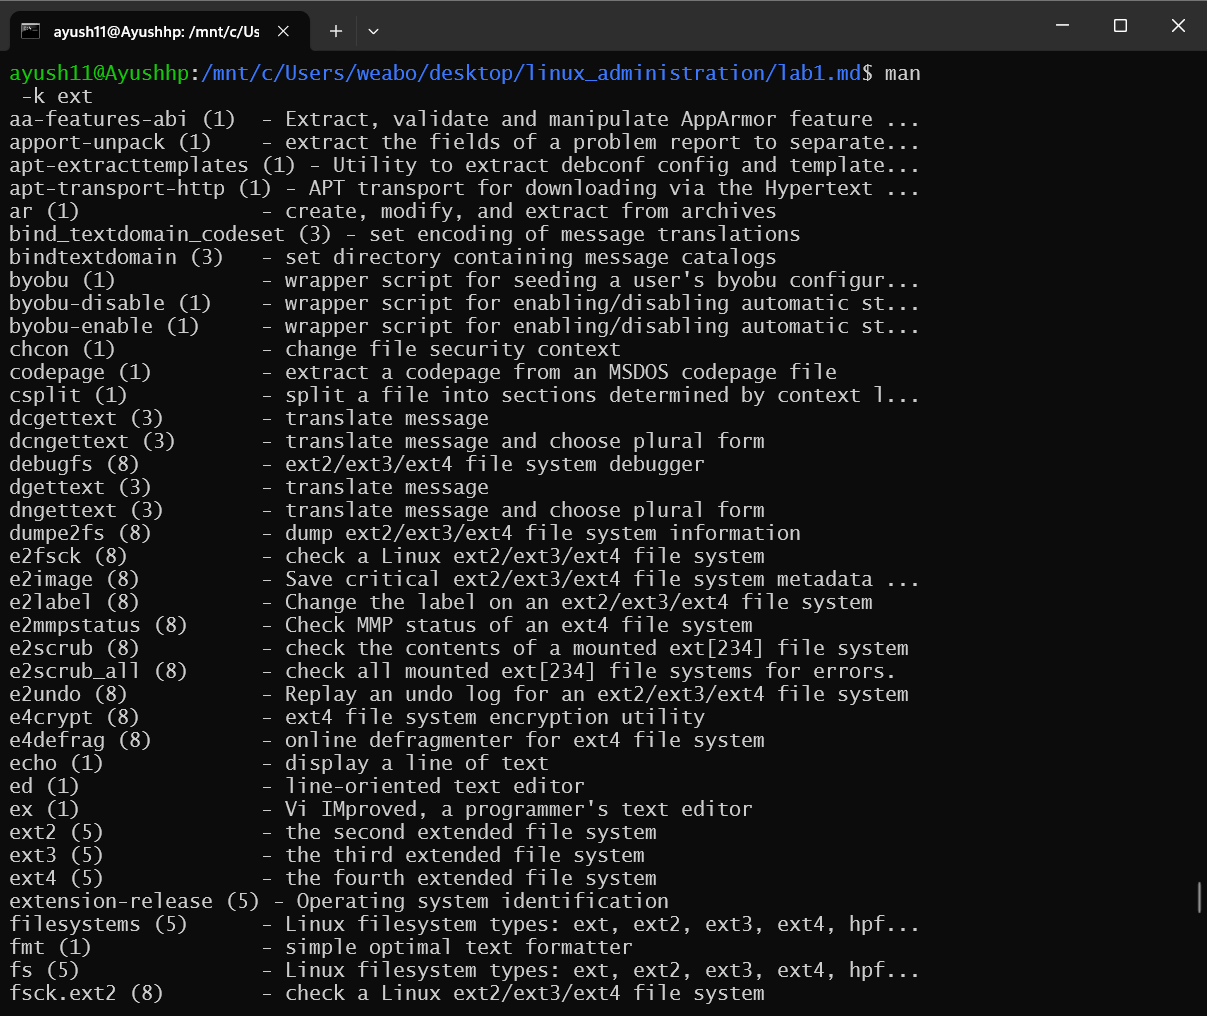 ayush11@Ayushhp: /mnt/c/Us
ayush11@Ayushhp:/mnt/c/Users/weabo/desktop/linux_administration/lab1.md$ man
 -k ext
aa-features-abi (1)  - Extract, validate and manipulate AppArmor feature ...
apport-unpack (1)    - extract the fields of a problem report to separate...
apt-extracttemplates (1) - Utility to extract debconf config and template...
apt-transport-http (1) - APT transport for downloading via the Hypertext ...
ar (1)               - create, modify, and extract from archives
bind_textdomain_codeset (3) - set encoding of message translations
bindtextdomain (3)   - set directory containing message catalogs
byobu (1)            - wrapper script for seeding a user's byobu configur...
byobu-disable (1)    - wrapper script for enabling/disabling automatic st...
byobu-enable (1)     - wrapper script for enabling/disabling automatic st...
chcon (1)            - change file security context
codepage (1)         - extract a codepage from an MSDOS codepage file
csplit (1)           - split a file into sections determined by context l...
dcgettext (3)        - translate message
dcngettext (3)       - translate message and choose plural form
debugfs (8)          - ext2/ext3/ext4 file system debugger
dgettext (3)         - translate message
dngettext (3)        - translate message and choose plural form
dumpe2fs (8)         - dump ext2/ext3/ext4 file system information
e2fsck (8)           - check a Linux ext2/ext3/ext4 file system
e2image (8)          - Save critical ext2/ext3/ext4 file system metadata ...
e2label (8)          - Change the label on an ext2/ext3/ext4 file system
e2mmpstatus (8)      - Check MMP status of an ext4 file system
e2scrub (8)          - check the contents of a mounted ext[234] file system
e2scrub_all (8)      - check all mounted ext[234] file systems for errors.
e2undo (8)           - Replay an undo log for an ext2/ext3/ext4 file system
e4crypt (8)          - ext4 file system encryption utility
e4defrag (8)         - online defragmenter for ext4 file system
echo (1)             - display a line of text
ed (1)               - line-oriented text editor
ex (1)               - Vi IMproved, a programmer's text editor
ext2 (5)             - the second extended file system
ext3 (5)             - the third extended file system
ext4 (5)             - the fourth extended file system
extension-release (5) - Operating system identification
filesystems (5)      - Linux filesystem types: ext, ext2, ext3, ext4, hpf...
fmt (1)              - simple optimal text formatter
fs (5)               - Linux filesystem types: ext, ext2, ext3, ext4, hpf...
fsck.ext2 (8)        - check a Linux ext2/ext3/ext4 file system